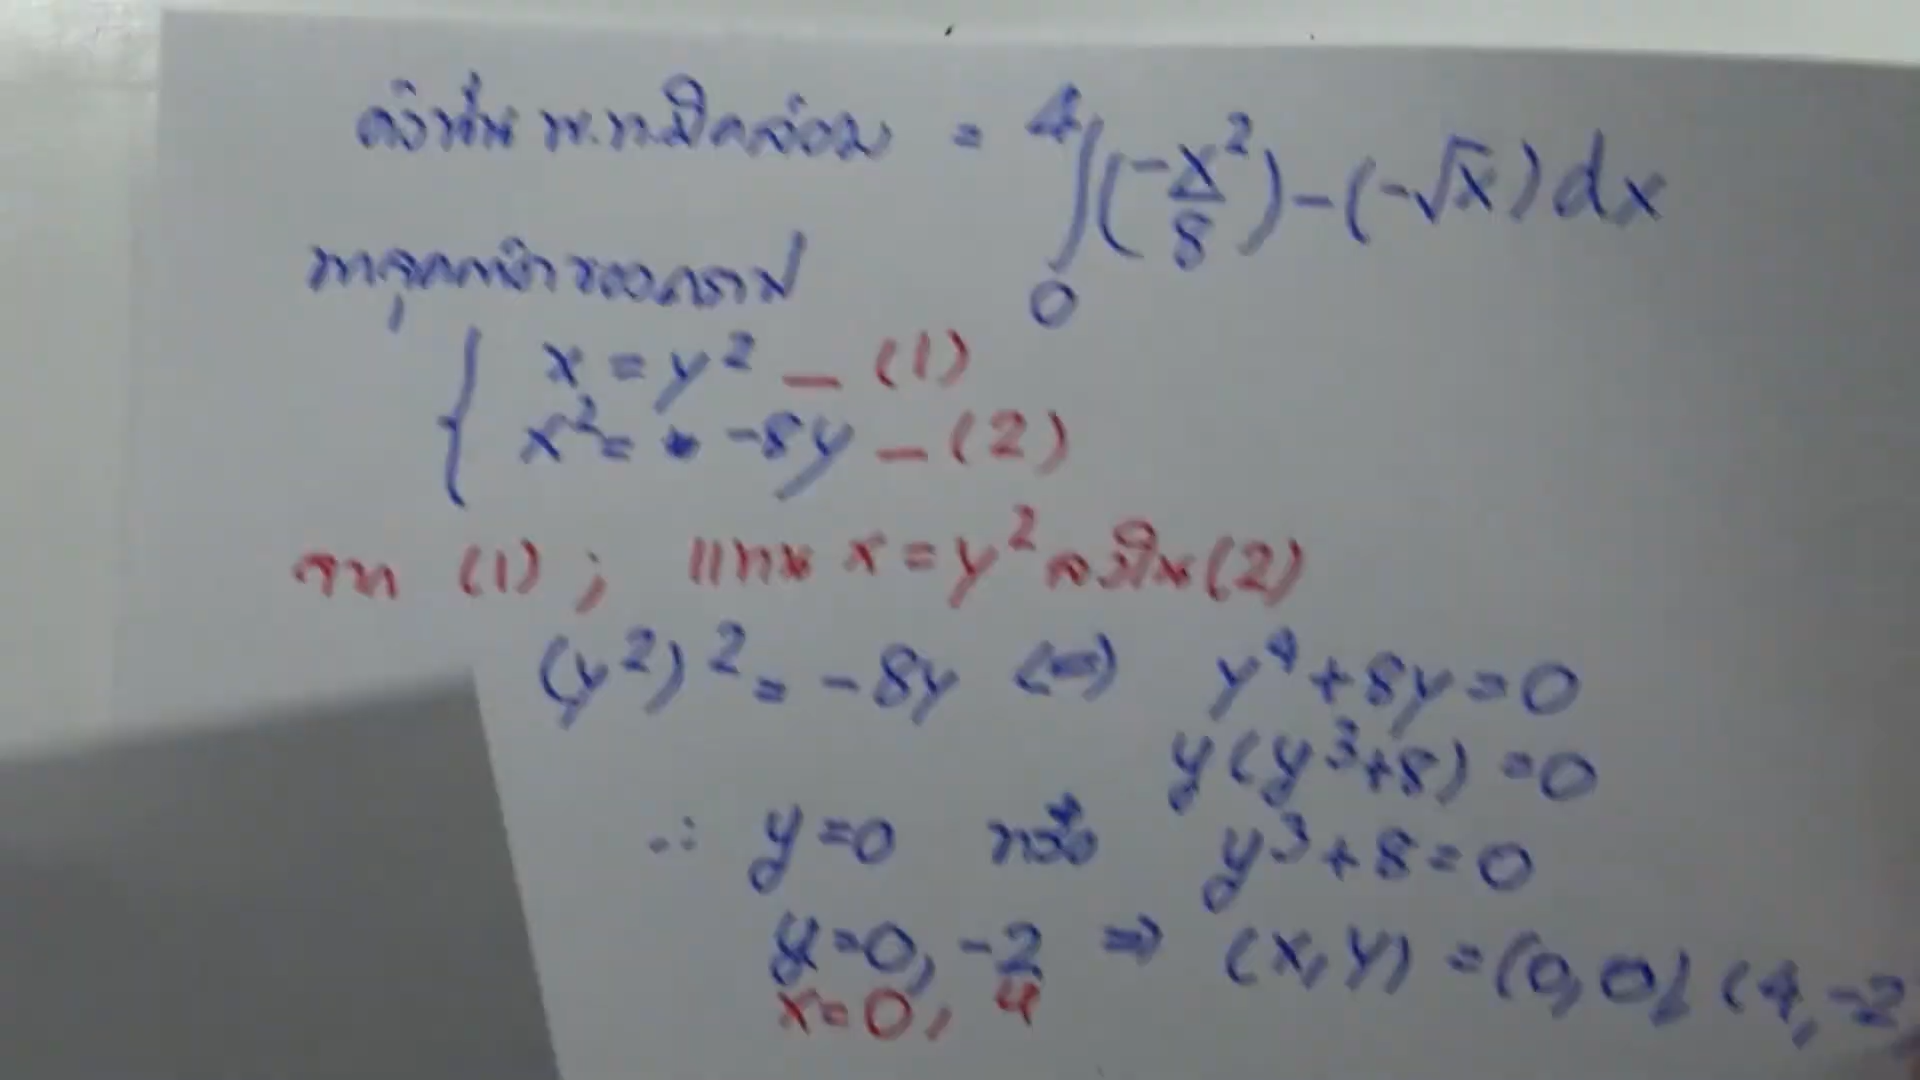 ดังนั้น พ.ท.ปิดล้อม = ∫₀⁴ (-x²/8) - (-√x) dx
หาจุดตัดของกราฟ
{ x = y² — (1)
x² = -8y — (2)
จาก (1) ; แทน x = y² ลงใน (2)
(y²)² = -8y ⟺ y⁴ + 8y = 0
y(y³+8) = 0
∴ y = 0 หรือ y³ + 8 = 0
y = 0, -2 ⇒ (x, y) = (0, 0), (4, -2
x = 0, 4